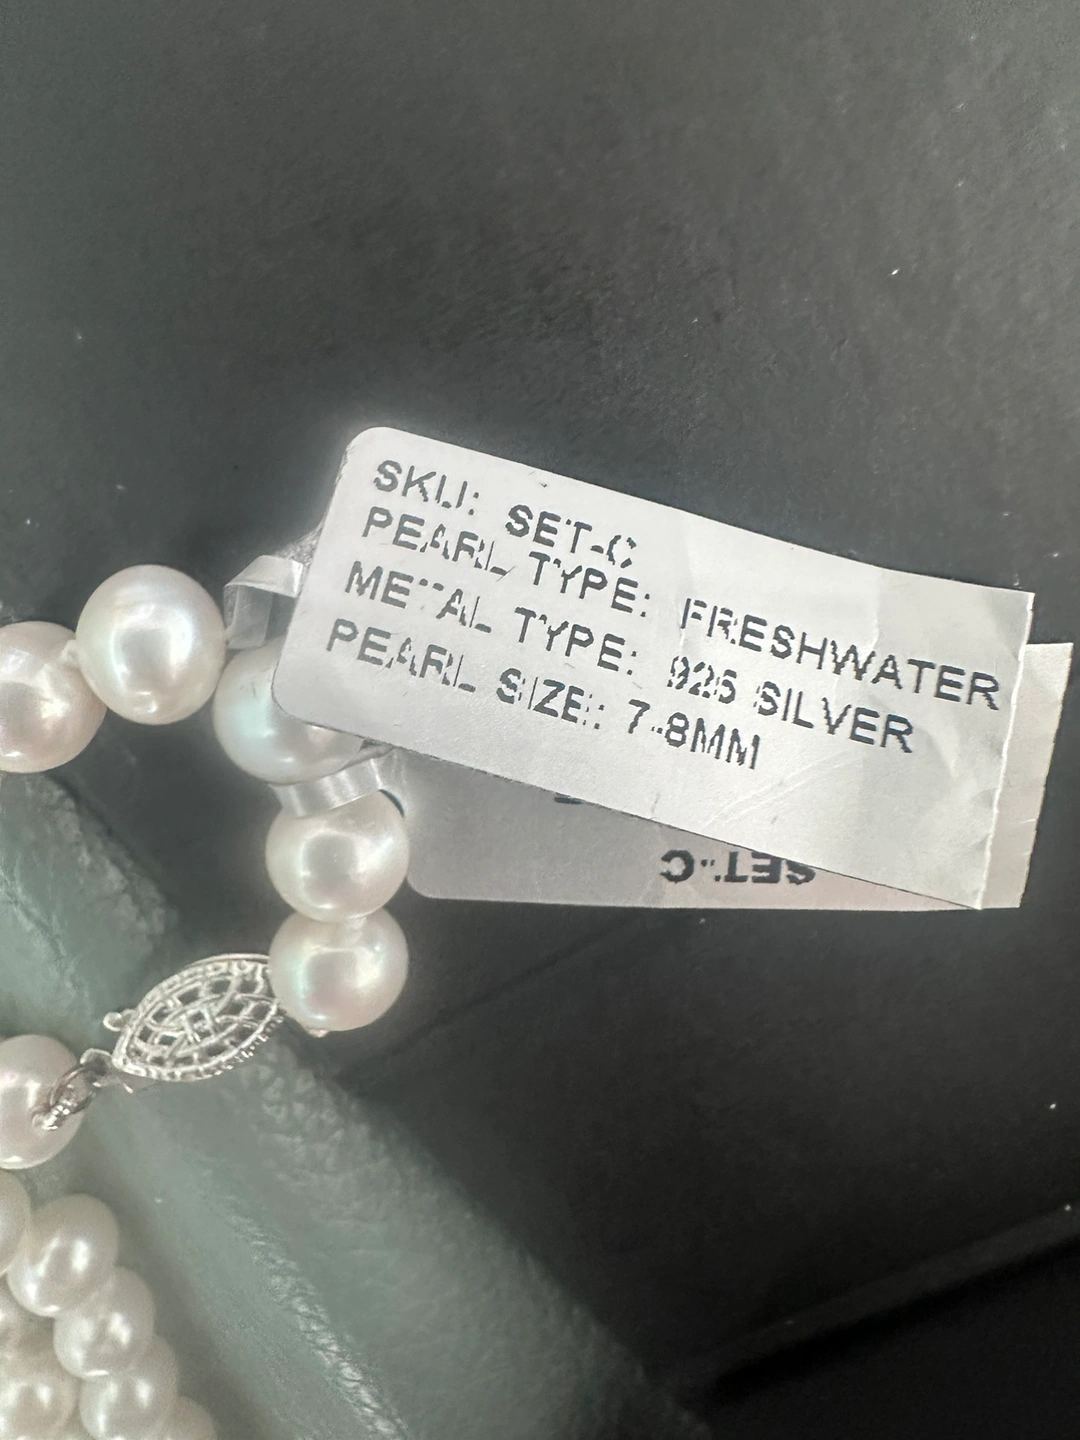 SKU: SET-C
PEARL TYPE: FRESHWATER
METAL TYPE: 925 SILVER
PEARL SIZE: 7-8MM
SET-C